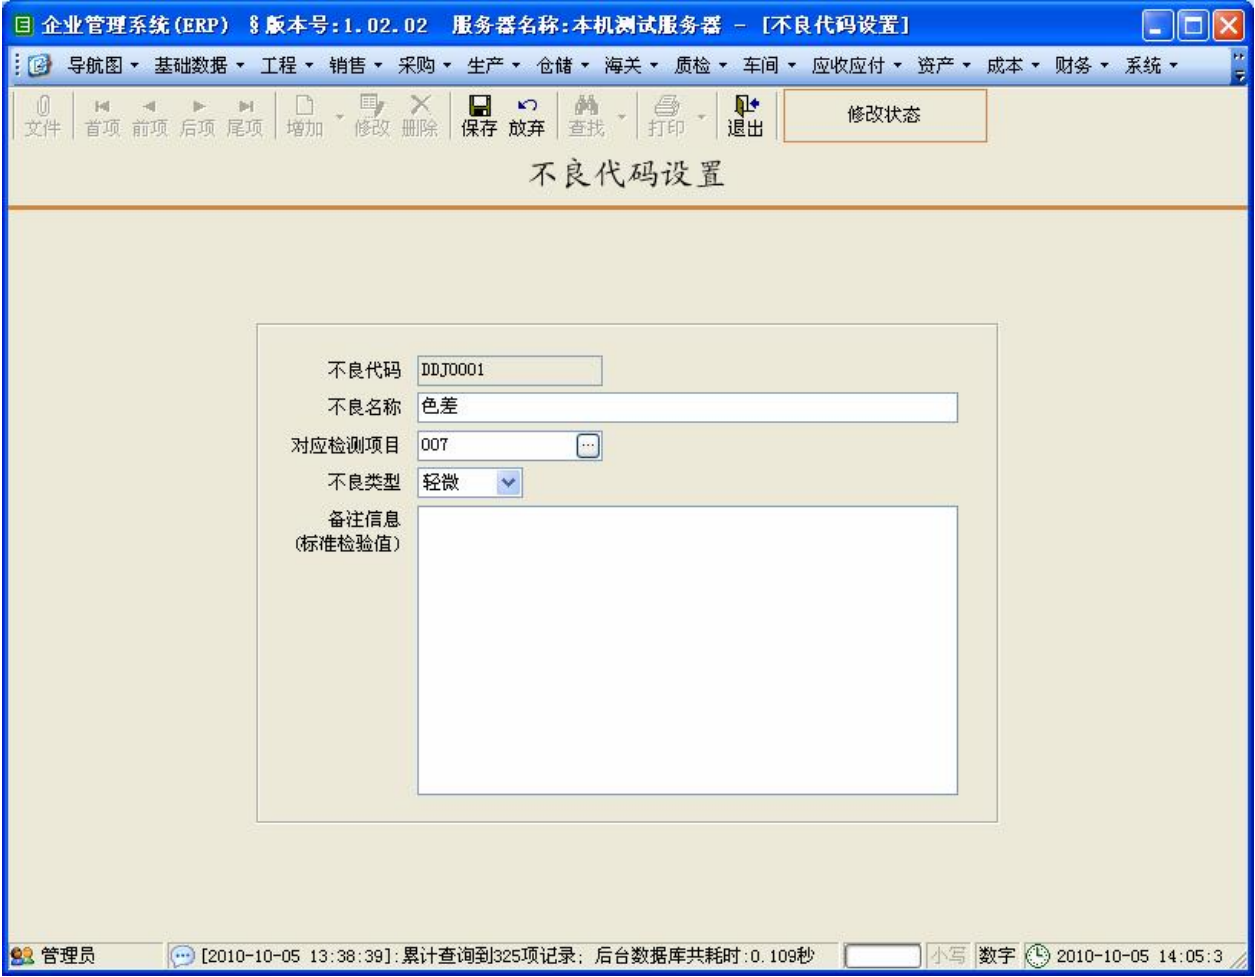 企业管理系统(ERP) §版本号:1.02.02 服务器名称:本机测试服务器 - [不良代码设置]
导航图 基础数据 工程 销售 采购 生产 仓储 海关 质检 车间 应收应付 资产 成本 财务 系统
文件 首项 前项 后项 尾项 增加 修改 删除 保存 放弃 查找 打印 退出 修改状态
不良代码设置
不良代码 DDJ0001
不良名称 色差
对应检测项目 007 ...
不良类型 轻微
备注信息
(标准检验值)
管理员 [2010-10-05 13:38:39]:累计查询到325项记录; 后台数据库共耗时:0.109秒 小写 数字 2010-10-05 14:05:3